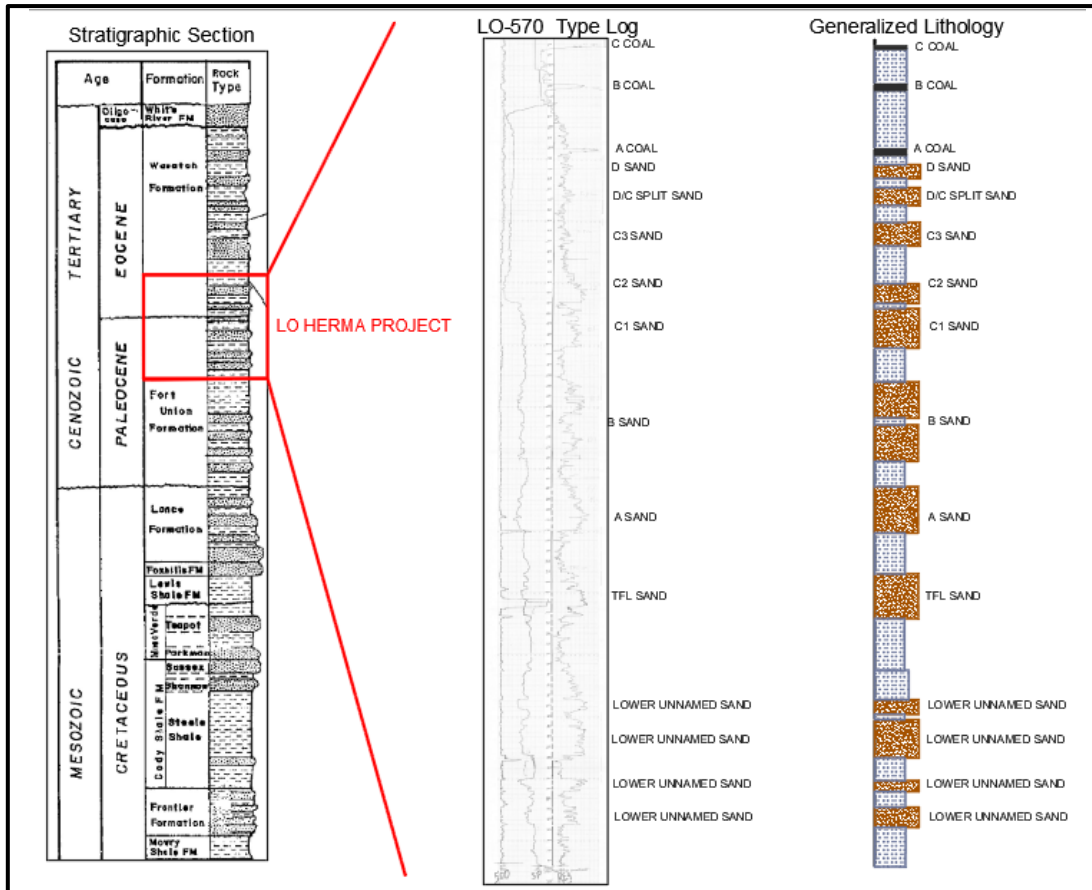 Stratigraphic Section
LO-570 Type Log
Generalized Lithology
Age
Formation
Rock
Type
Oligo-
cene
White
River FM
Wasatch
Formation
TERTIARY
EOCENE
CENOZOIC
PALEOCENE
LO HERMA PROJECT
Fort
Union
Formation
Lance
Formation
Foxhills FM
Lewis
Shale FM
MesaVerde
Teapot
Parkman
Sussex
Shannon
Cody Shale FM
Steele
Shale
MESOZOIC
CRETACEOUS
Frontier
Formation
Mowry
Shale FM
C COAL
B COAL
A COAL
D SAND
D/C SPLIT SAND
C3 SAND
C2 SAND
C1 SAND
B SAND
A SAND
TFL SAND
LOWER UNNAMED SAND
LOWER UNNAMED SAND
LOWER UNNAMED SAND
LOWER UNNAMED SAND
SP
C COAL
B COAL
A COAL
D SAND
D/C SPLIT SAND
C3 SAND
C2 SAND
C1 SAND
B SAND
A SAND
TFL SAND
LOWER UNNAMED SAND
LOWER UNNAMED SAND
LOWER UNNAMED SAND
LOWER UNNAMED SAND